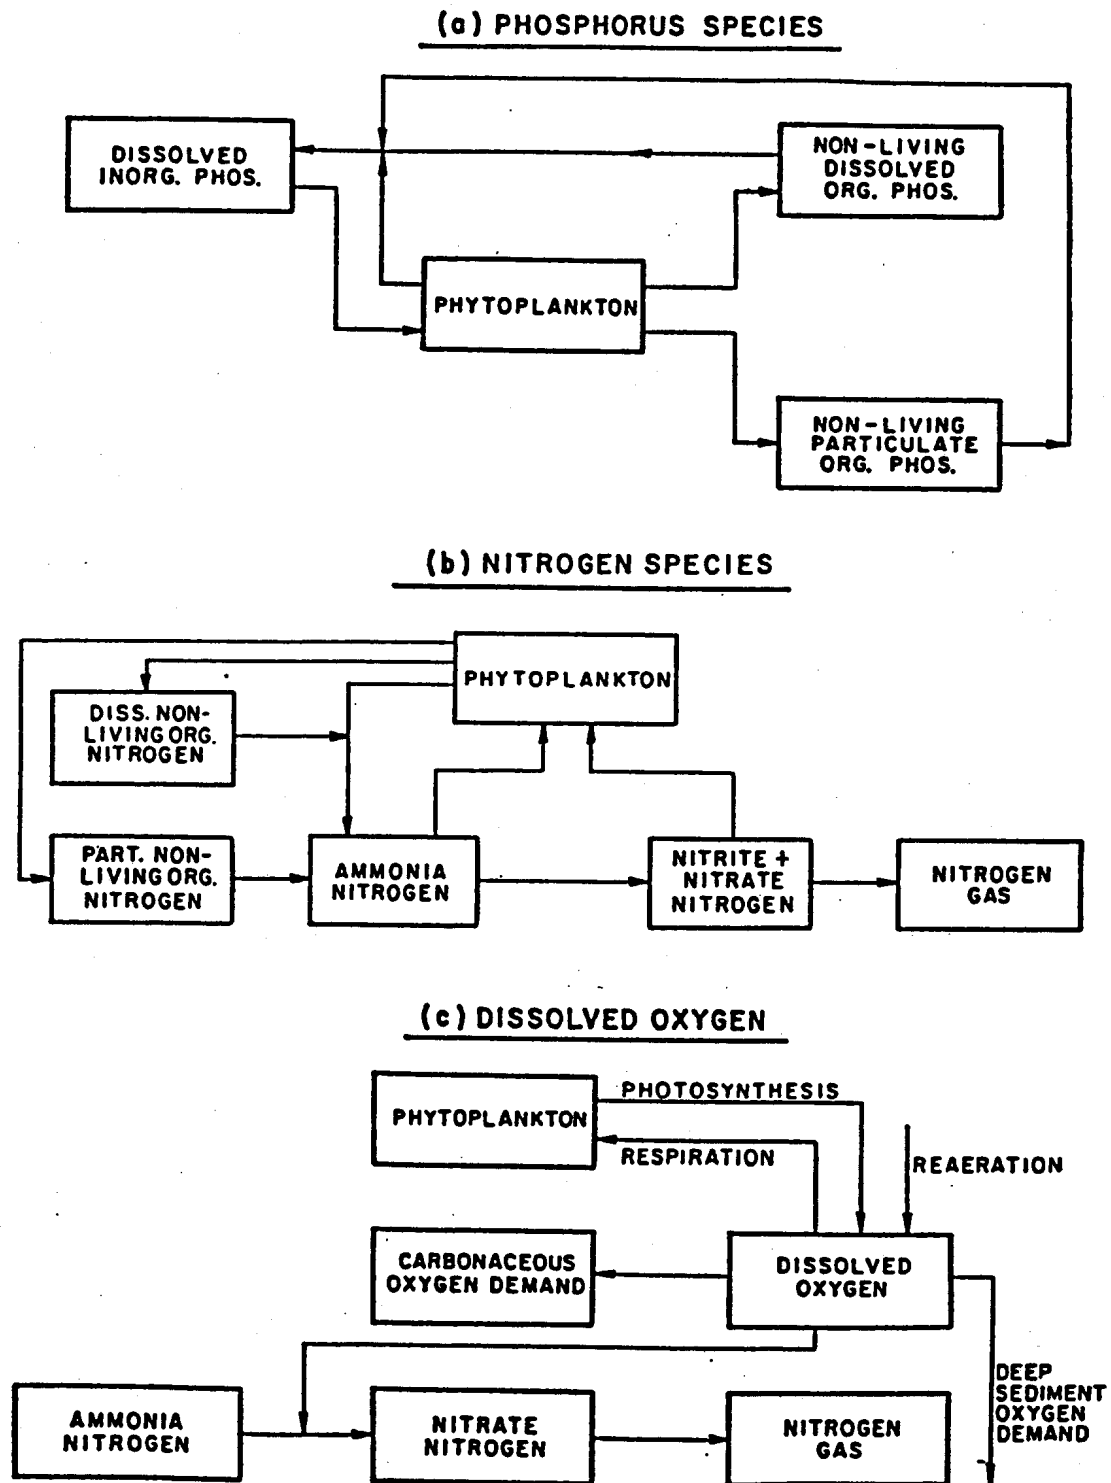 (a) PHOSPHORUS SPECIES
DISSOLVED
INORG. PHOS.
NON-LIVING
DISSOLVED
ORG. PHOS.
PHYTOPLANKTON
NON-LIVING
PARTICULATE
ORG. PHOS.
(b) NITROGEN SPECIES
PHYTOPLANKTON
DISS. NON-
LIVING ORG.
NITROGEN
PART. NON-
LIVING ORG.
NITROGEN
AMMONIA
NITROGEN
NITRITE +
NITRATE
NITROGEN
NITROGEN
GAS
(c) DISSOLVED OXYGEN
PHYTOPLANKTON
PHOTOSYNTHESIS
RESPIRATION
REAERATION
CARBONACEOUS
OXYGEN DEMAND
DISSOLVED
OXYGEN
DEEP
SEDIMENT
OXYGEN
DEMAND
AMMONIA
NITROGEN
NITRATE
NITROGEN
NITROGEN
GAS